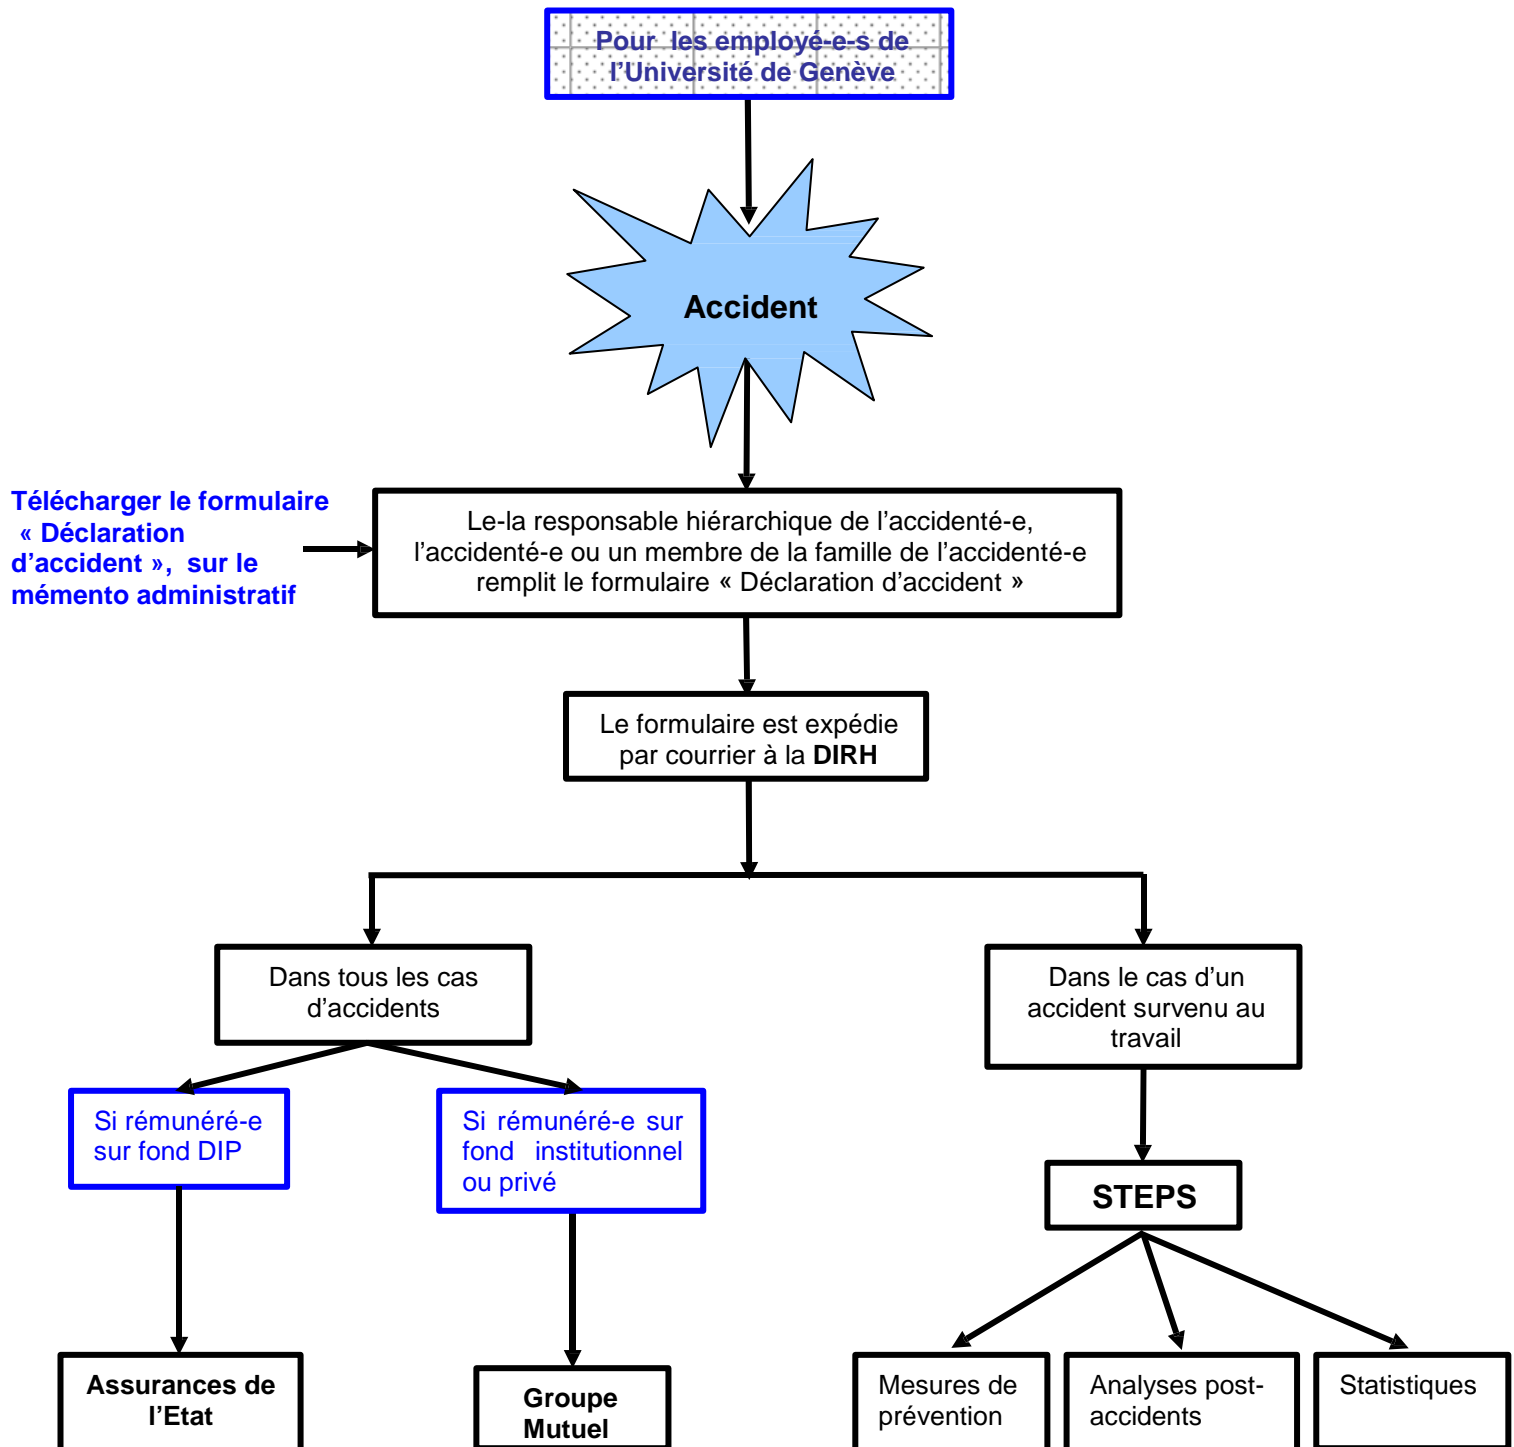 Pour les employé-e-s de
l’Université de Genève
Accident
Télécharger le formulaire
« Déclaration
d’accident », sur le
mémento administratif
Le-la responsable hiérarchique de l’accidenté-e,
l’accidenté-e ou un membre de la famille de l’accidenté-e
remplit le formulaire « Déclaration d’accident »
Le formulaire est expédie
par courrier à la DIRH
Dans tous les cas
d’accidents
Dans le cas d’un
accident survenu au
travail
Si rémunéré-e
sur fond DIP
Si rémunéré-e sur
fond institutionnel
ou privé
STEPS
Assurances de
l’Etat
Groupe
Mutuel
Mesures de
prévention
Analyses post-
accidents
Statistiques